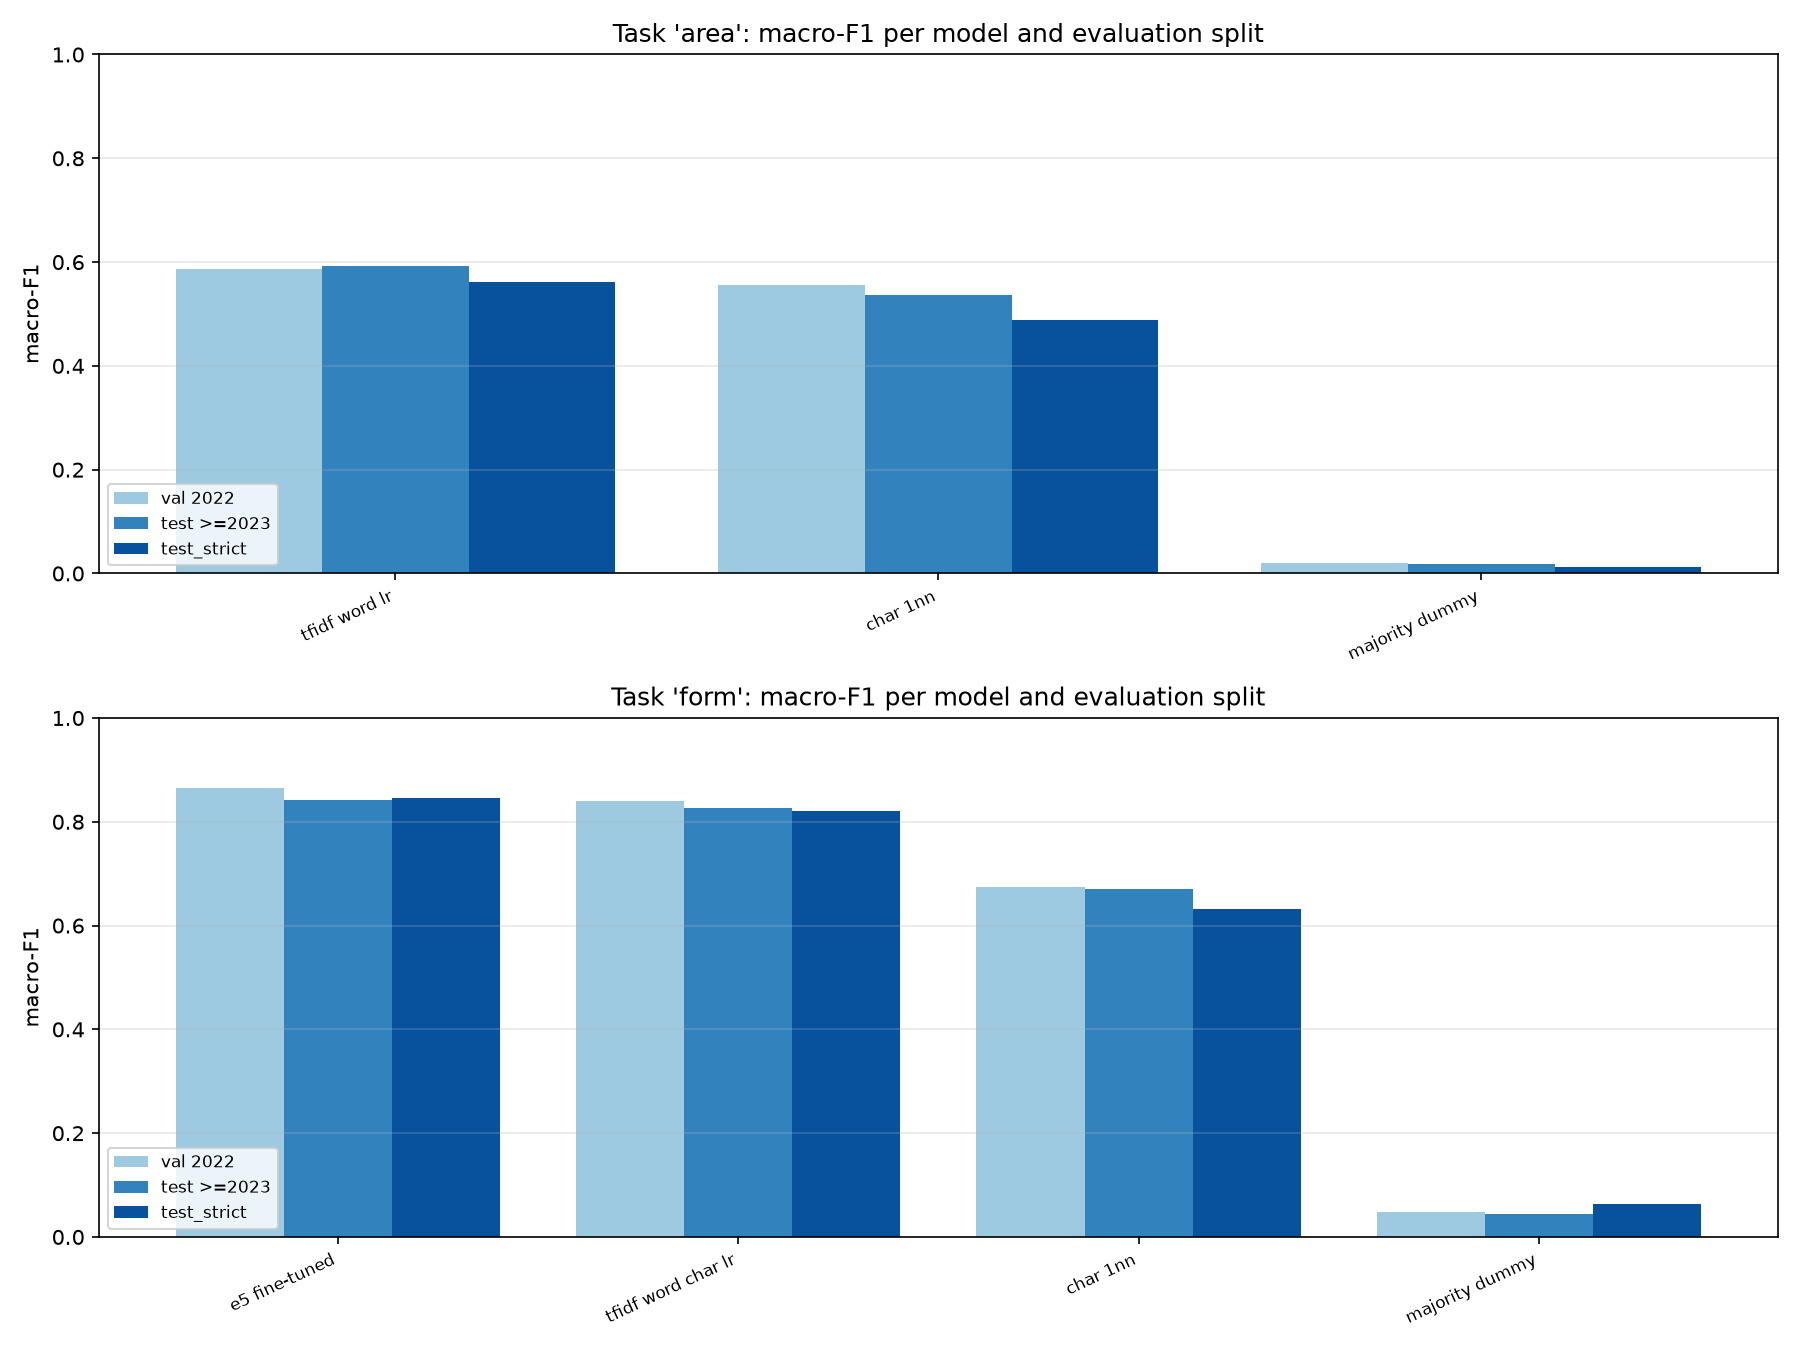 Task 'area': macro-F1 per model and evaluation split
1.0
0.8
0.6
0.4
0.2
0.0
macro-F1
val 2022
test >=2023
test_strict
tfidf word lr
char 1nn
majority dummy
Task 'form': macro-F1 per model and evaluation split
1.0
0.8
0.6
0.4
0.2
0.0
macro-F1
val 2022
test >=2023
test_strict
e5 fine-tuned
tfidf word char lr
char 1nn
majority dummy